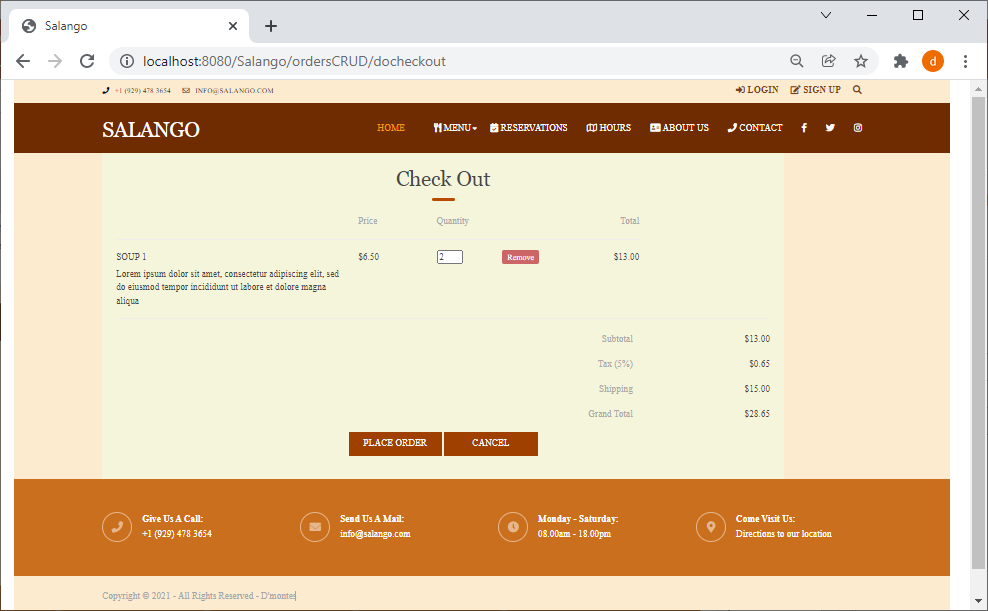 Salango
localhost:8080/Salango/ordersCRUD/docheckout
d
+1 (929) 478 3654 INFO@SALANGO.COM LOGIN SIGN UP
SALANGO HOME MENU RESERVATIONS HOURS ABOUT US CONTACT
Check Out
Price Quantity Total
SOUP 1 $6.50 2 Remove $13.00
Lorem ipsum dolor sit amet, consectetur adipiscing elit, sed
do eiusmod tempor incididunt ut labore et dolore magna
aliqua
Subtotal $13.00
Tax (5%) $0.65
Shipping $15.00
Grand Total $28.65
PLACE ORDER CANCEL
Give Us A Call: Send Us A Mail: Monday - Saturday: Come Visit Us:
+1 (929) 478 3654 info@salango.com 08.00am - 18.00pm Directions to our location
Copyright © 2021 - All Rights Reserved - D'montes